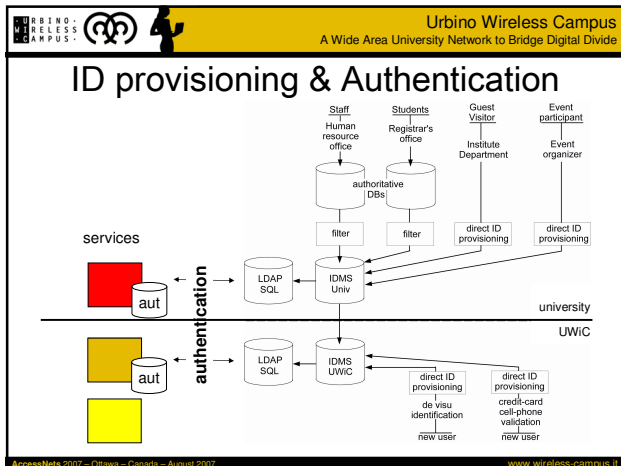 · U R B I N O ·
W I R E L E S S
· C A M P U S ·
Urbino Wireless Campus
A Wide Area University Network to Bridge Digital Divide
ID provisioning & Authentication
Staff
Human
resource
office
Students
Registrar's
office
Guest
Visitor
Institute
Department
Event
participant
Event
organizer
authoritative
DBs
filter
filter
direct ID
provisioning
direct ID
provisioning
services
aut
authentication
LDAP
SQL
IDMS
Univ
university
UWiC
aut
LDAP
SQL
IDMS
UWiC
direct ID
provisioning
de visu
identification
new user
direct ID
provisioning
credit-card
cell-phone
validation
new user
AccessNets 2007 – Ottawa – Canada – August 2007
www.wireless-campus.it